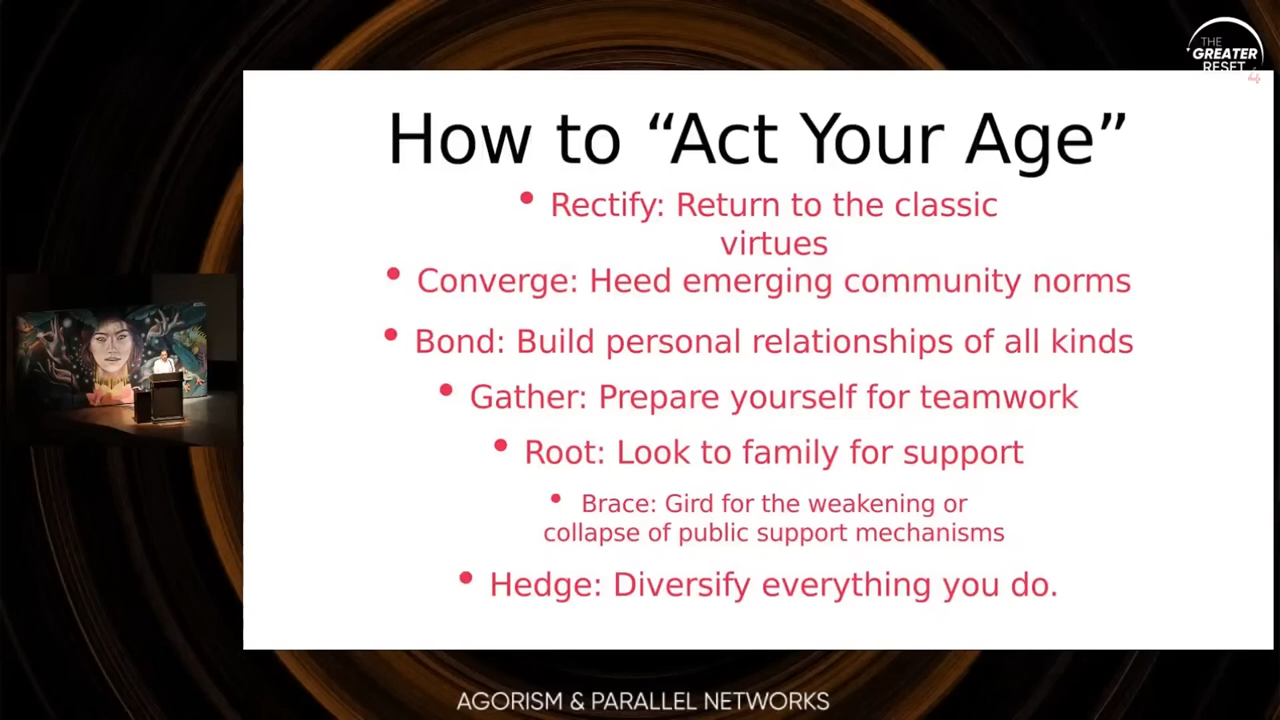 THE
GREATER
RESET
How to “Act Your Age”
• Rectify: Return to the classic
virtues
• Converge: Heed emerging community norms
• Bond: Build personal relationships of all kinds
• Gather: Prepare yourself for teamwork
• Root: Look to family for support
• Brace: Gird for the weakening or
collapse of public support mechanisms
• Hedge: Diversify everything you do.
AGORISM & PARALLEL NETWORKS